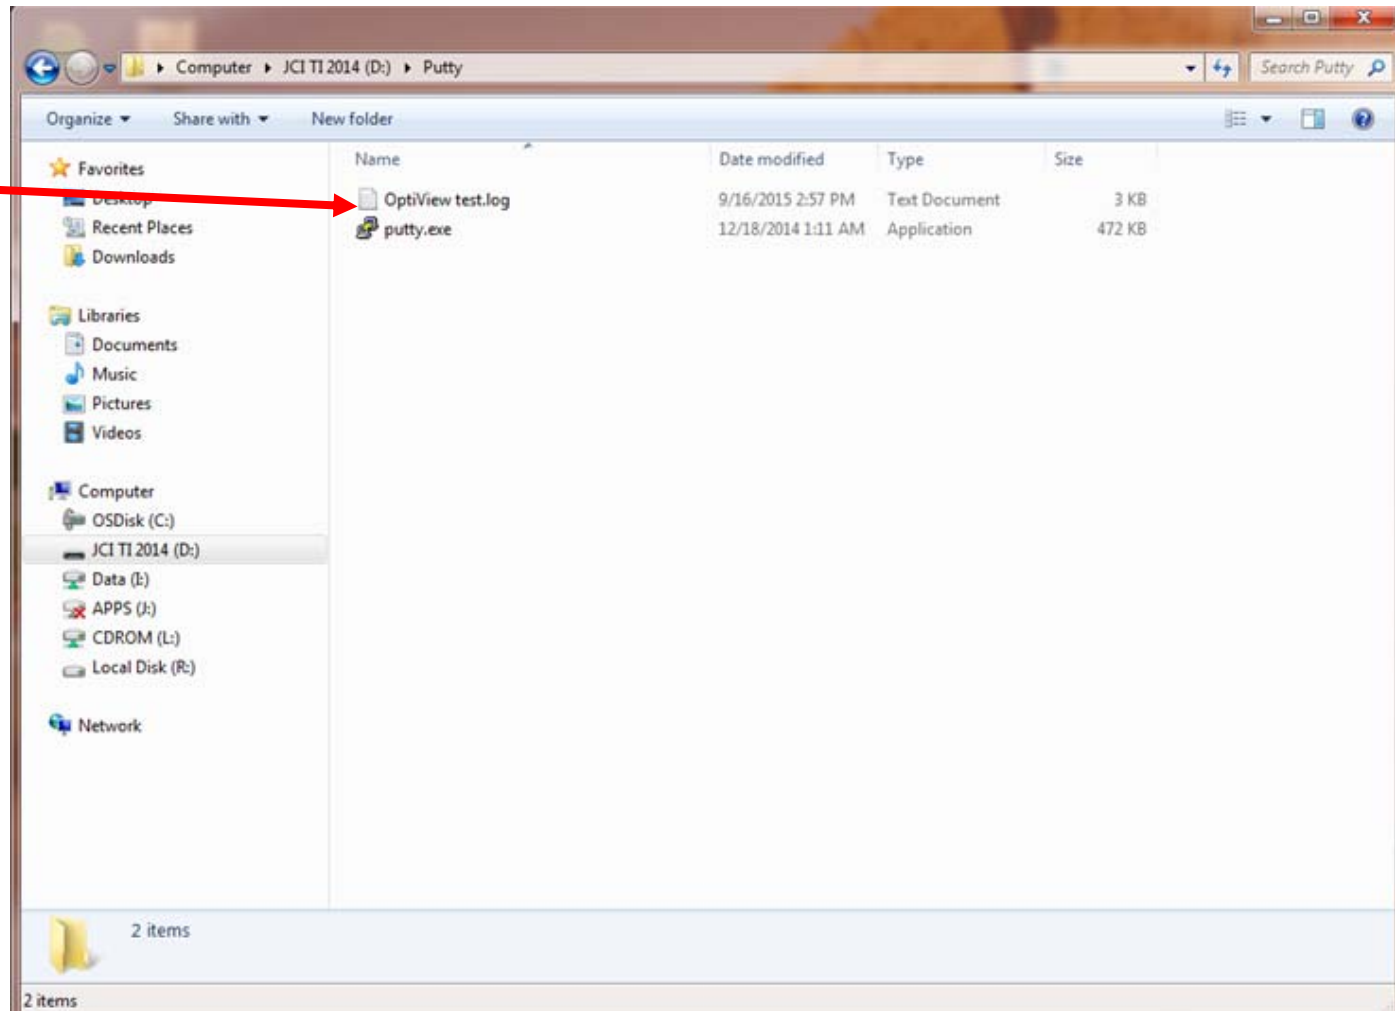 Computer ▸ JCI TI 2014 (D:) ▸ Putty
Search Putty
Organize Share with New folder
Name Date modified Type Size
OptiView test.log 9/16/2015 2:57 PM Text Document 3 KB
putty.exe 12/18/2014 1:11 AM Application 472 KB
Favorites
Desktop
Recent Places
Downloads
Libraries
Documents
Music
Pictures
Videos
Computer
OSDisk (C:)
JCI TI 2014 (D:)
Data (I:)
APPS (J:)
CDROM (L:)
Local Disk (R:)
Network
2 items
2 items